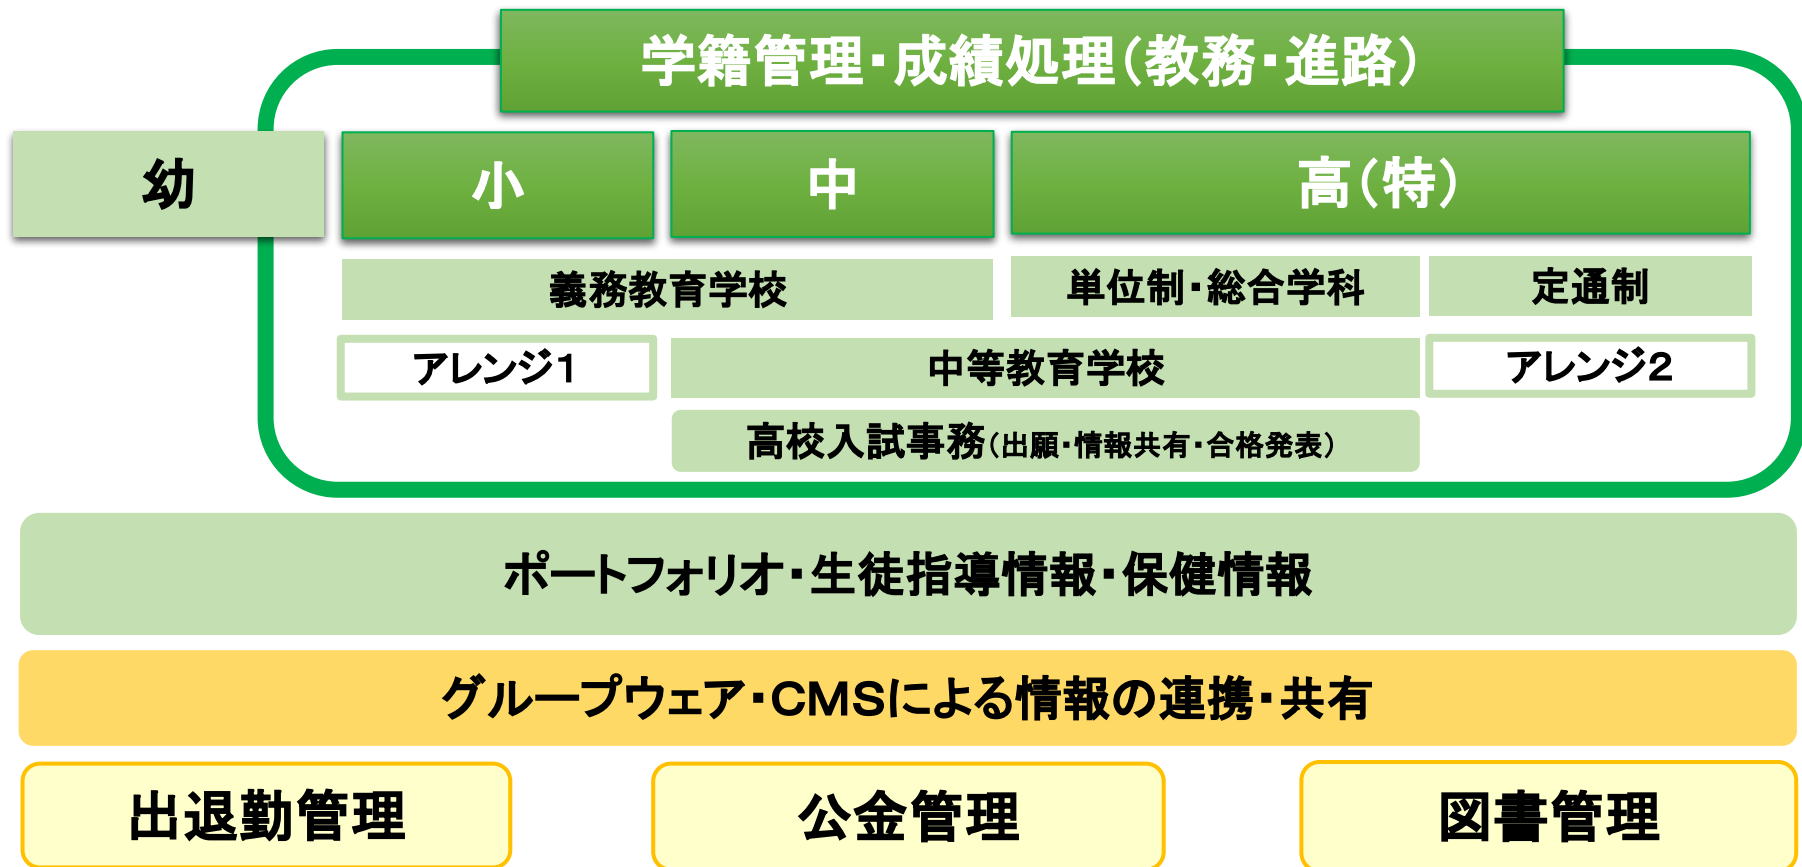 学籍管理・成績処理（教務・進路）
幼
小
中
高（特）
義務教育学校
単位制・総合学科
定通制
アレンジ１
中等教育学校
アレンジ２
高校入試事務（出願・情報共有・合格発表）
ポートフォリオ・生徒指導情報・保健情報
グループウェア・CMSによる情報の連携・共有
出退勤管理
公金管理
図書管理